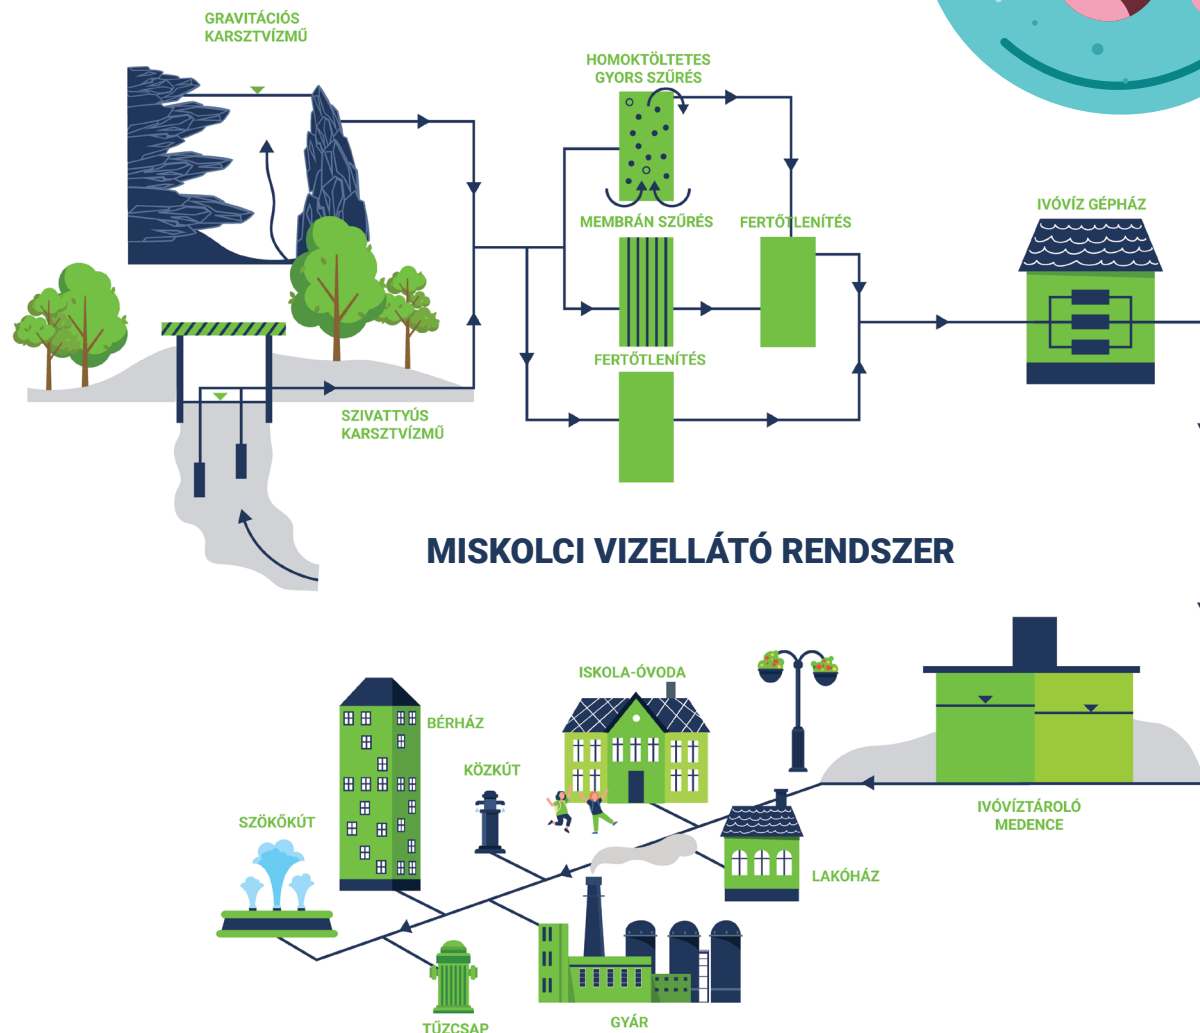 GRAVITÁCIÓS
KARSZTVÍZMŰ
HOMOKTÖLTETES
GYORS SZŰRÉS
MEMBRÁN SZŰRÉS
FERTŐTLENÍTÉS
IVÓVÍZ GÉPHÁZ
FERTŐTLENÍTÉS
SZIVATTYÚS
KARSZTVÍZMŰ
MISKOLCI VIZELLÁTÓ RENDSZER
ISKOLA-ÓVODA
BÉRHÁZ
KÖZKÚT
SZÖKŐKÚT
IVÓVÍZTÁROLÓ
MEDENCE
LAKÓHÁZ
GYÁR
TŰZCSAP